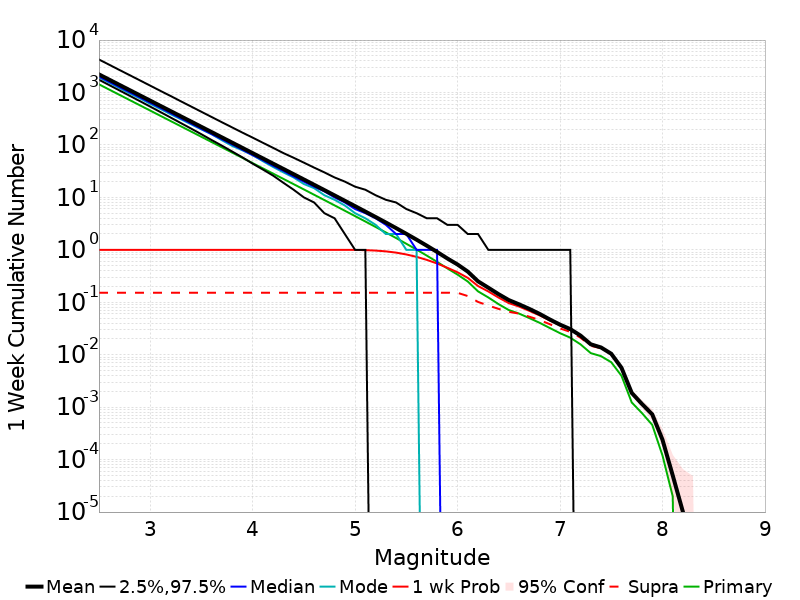 10^4
10^3
10^2
10^1
10^0
10^-1
10^-2
10^-3
10^-4
10^-5
1 Week Cumulative Number
3 4 5 6 7 8 9
Magnitude
Mean 2.5%,97.5% Median Mode 1 wk Prob 95% Conf Supra Primary